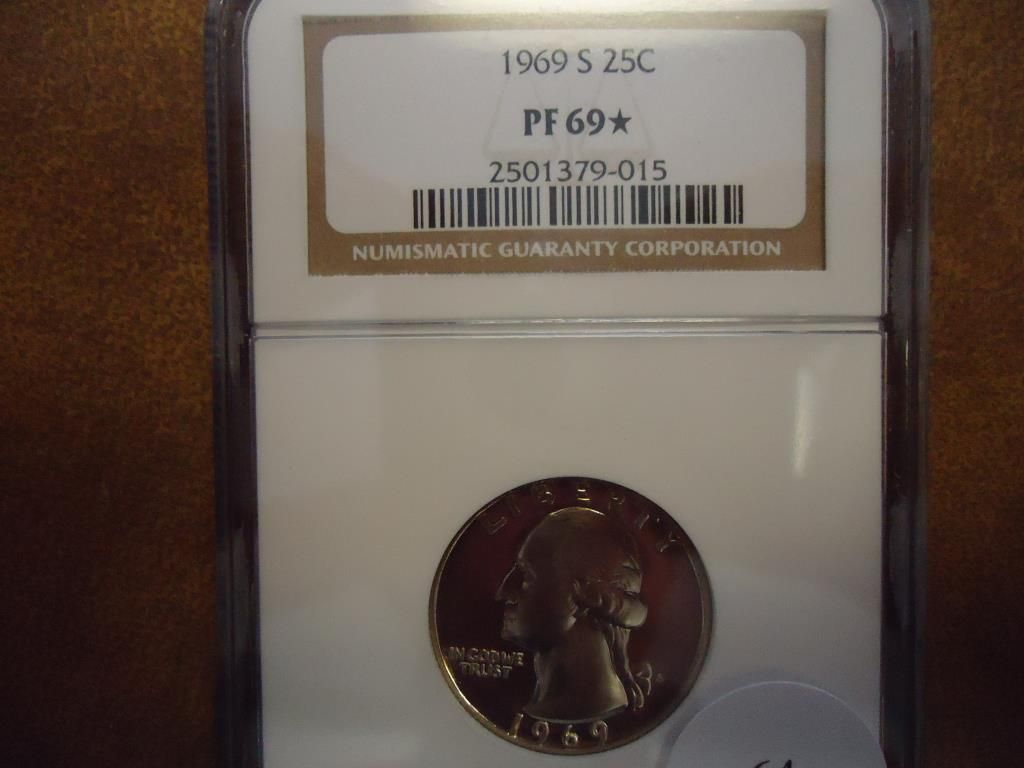 1969 S 25C
PF 69★
2501379-015
NUMISMATIC GUARANTY CORPORATION
LIBERTY
IN GOD WE
TRUST
S
1969